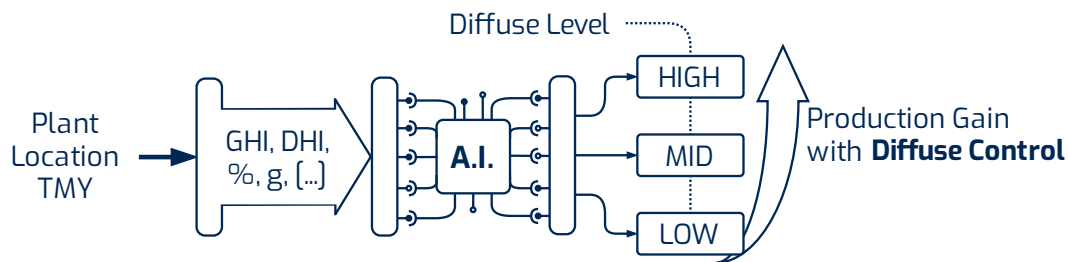 Diffuse Level
Plant
Location
TMY
GHI, DHI,
%, g, (...)
A.I.
HIGH
MID
LOW
Production Gain
with Diffuse Control